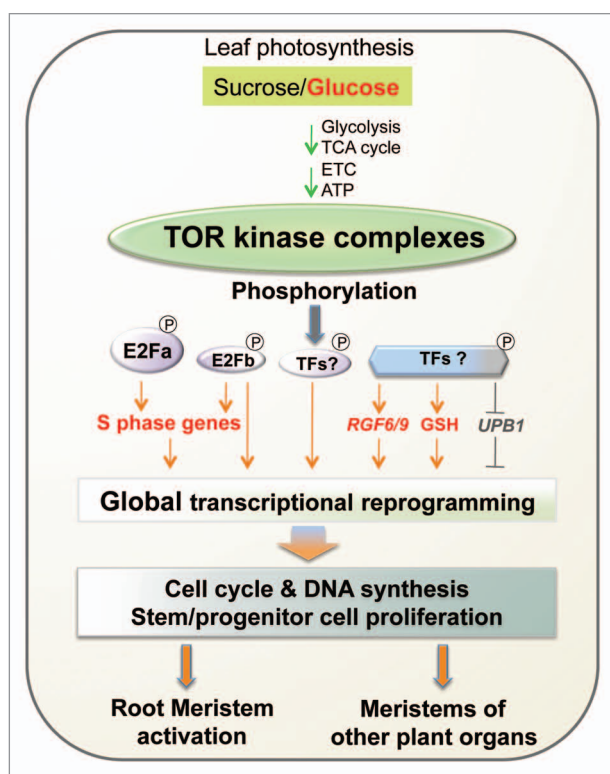 Leaf photosynthesis
Sucrose/Glucose
Glycolysis
TCA cycle
ETC
ATP
TOR kinase complexes
Phosphorylation
P P P P
E2Fa E2Fb TFs? TFs ?
S phase genes RGF6/9 GSH UPB1
Global transcriptional reprogramming
Cell cycle & DNA synthesis
Stem/progenitor cell proliferation
Root Meristem Meristems of
activation other plant organs